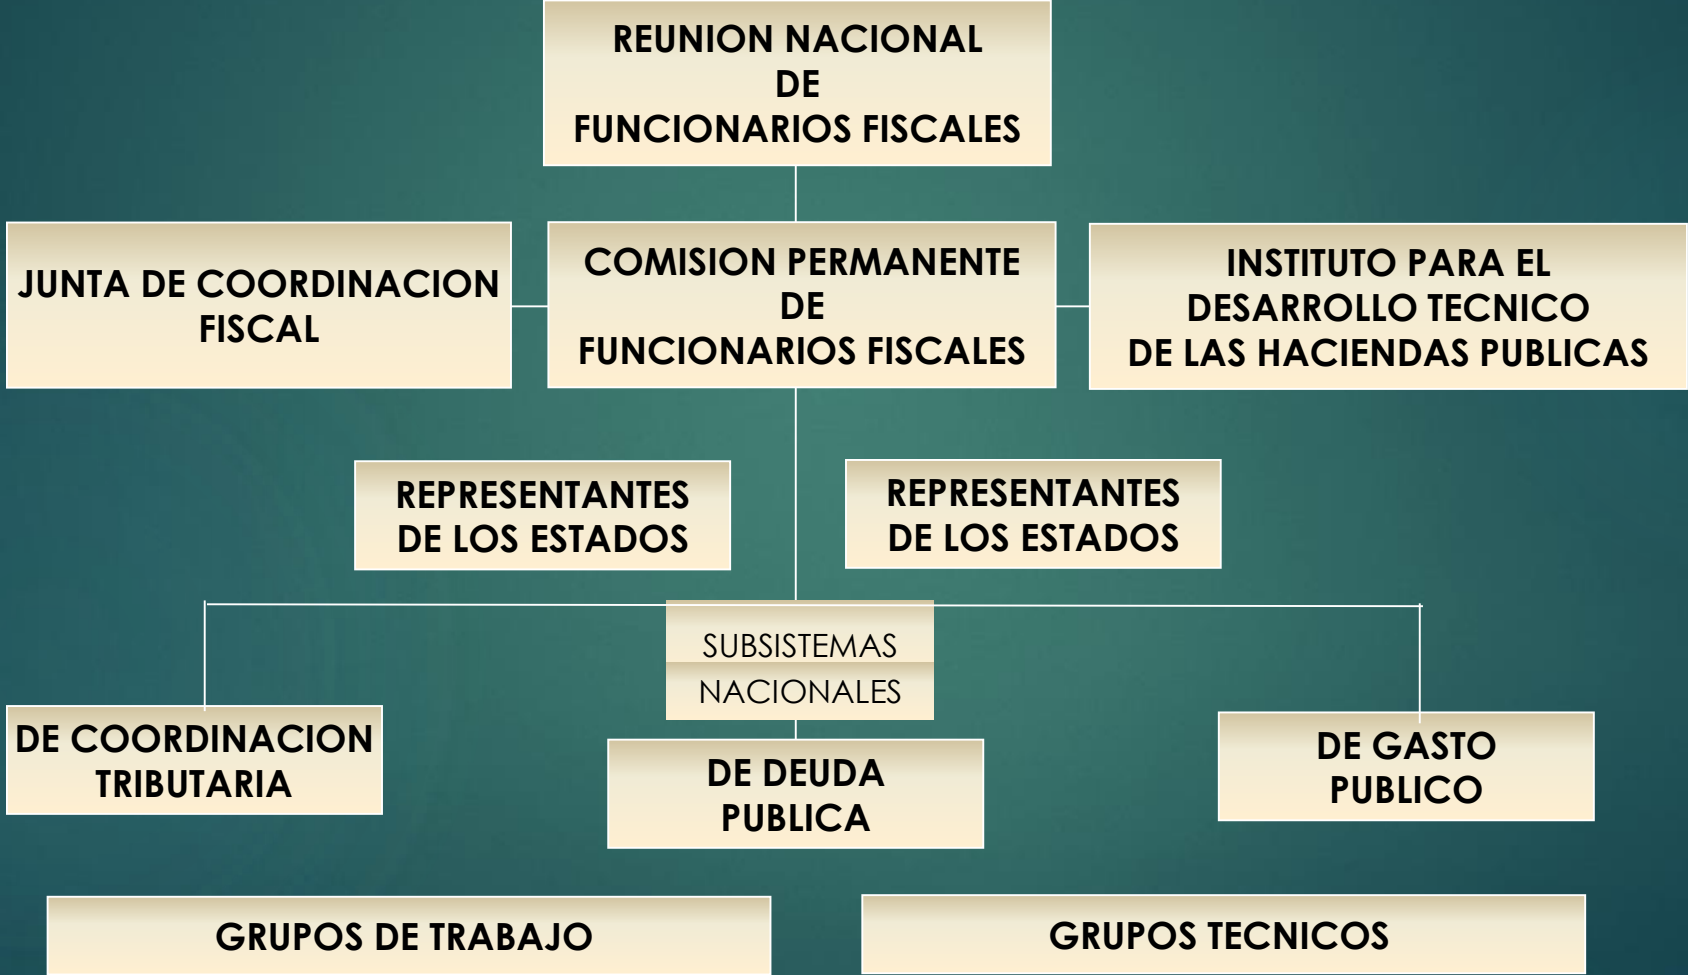 REUNION NACIONAL
DE
FUNCIONARIOS FISCALES
JUNTA DE COORDINACION
FISCAL
COMISION PERMANENTE
DE
FUNCIONARIOS FISCALES
INSTITUTO PARA EL
DESARROLLO TECNICO
DE LAS HACIENDAS PUBLICAS
REPRESENTANTES
DE LOS ESTADOS
REPRESENTANTES
DE LOS ESTADOS
SUBSISTEMAS
NACIONALES
DE COORDINACION
TRIBUTARIA
DE DEUDA
PUBLICA
DE GASTO
PUBLICO
GRUPOS DE TRABAJO
GRUPOS TECNICOS